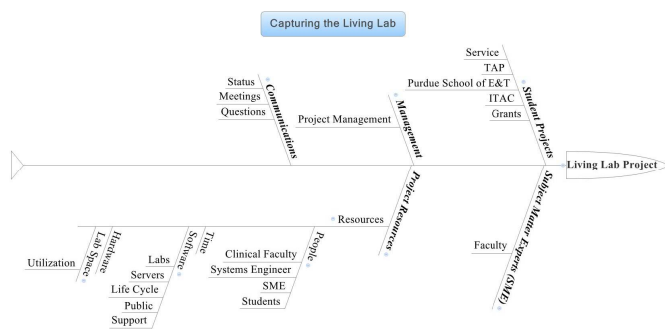 Capturing the Living Lab
Service
TAP
Purdue School of E&T
ITAC
Grants
Student Projects
Status
Meetings
Questions
Communications
Project Management
Management
Living Lab Project
Resources
Project Resources
Faculty
Subject Matter Experts (SME)
Utilization
Lab Space
Hardware
Labs
Servers
Life Cycle
Public
Support
Software
Time
Clinical Faculty
Systems Engineer
SME
Students
People